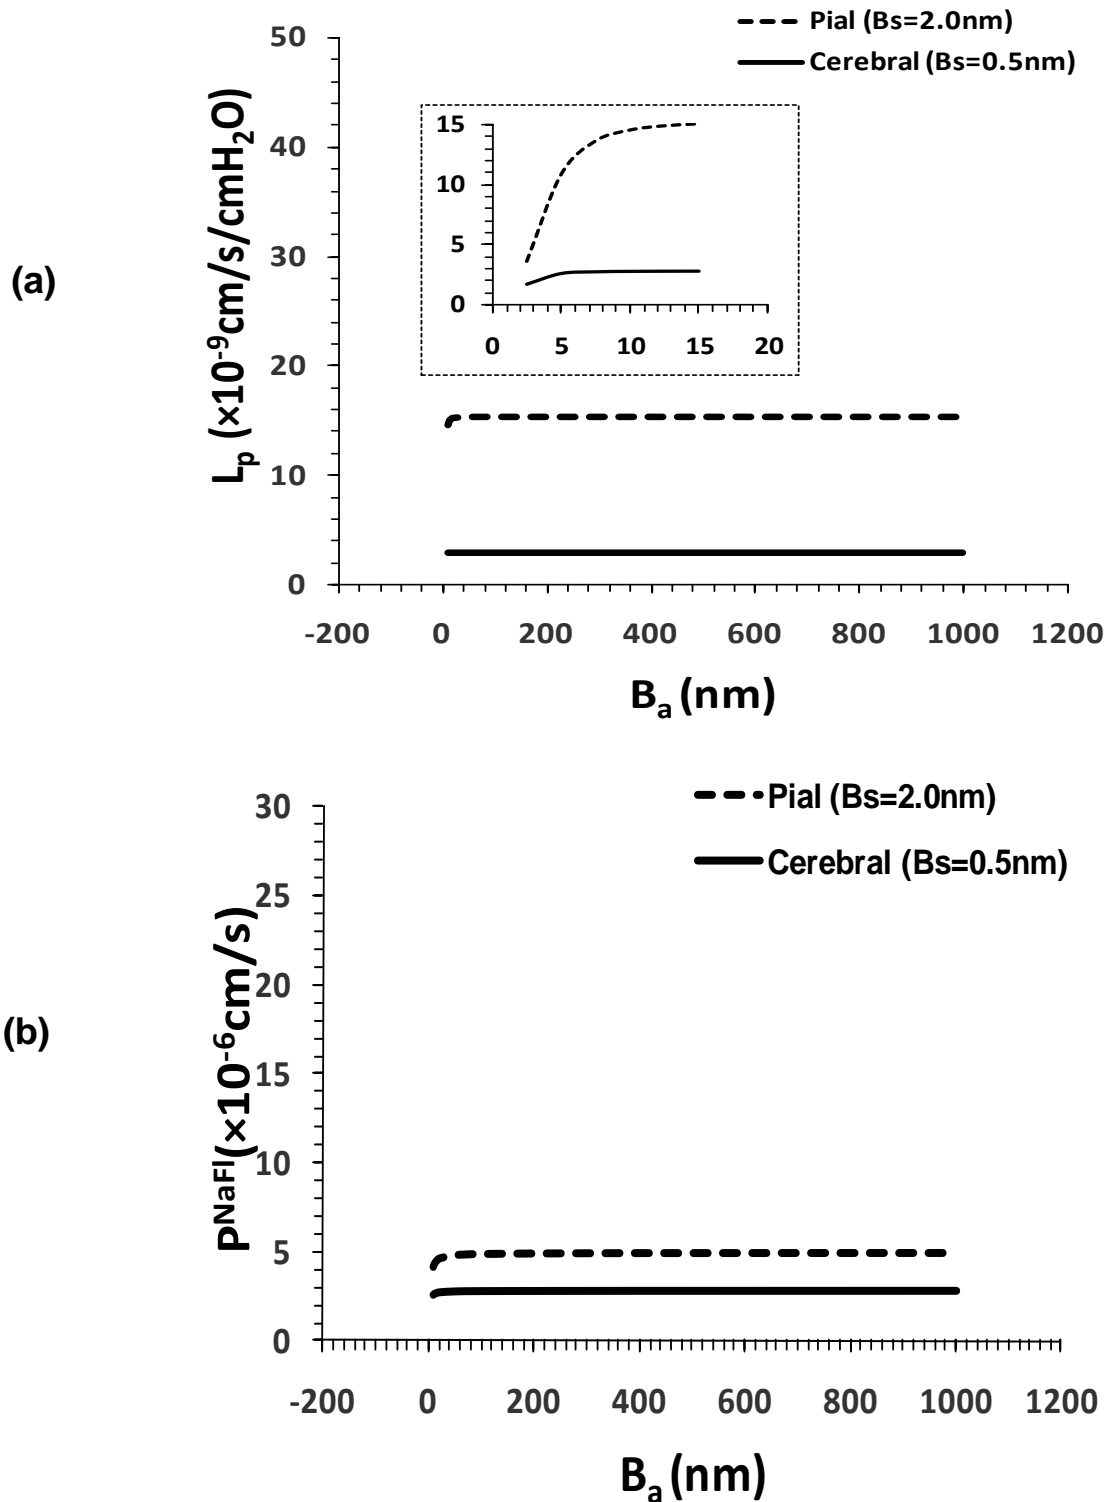 (a)
Pial (Bs=2.0nm)
Cerebral (Bs=0.5nm)
Lp (×10⁻⁹cm/s/cmH₂O)
50
40
30
20
10
0
15
10
5
0
0 5 10 15 20
-200 0 200 400 600 800 1000 1200
Ba (nm)
(b)
Pial (Bs=2.0nm)
Cerebral (Bs=0.5nm)
P^NaFl (×10⁻⁶cm/s)
30
25
20
15
10
5
0
-200 0 200 400 600 800 1000 1200
Ba (nm)